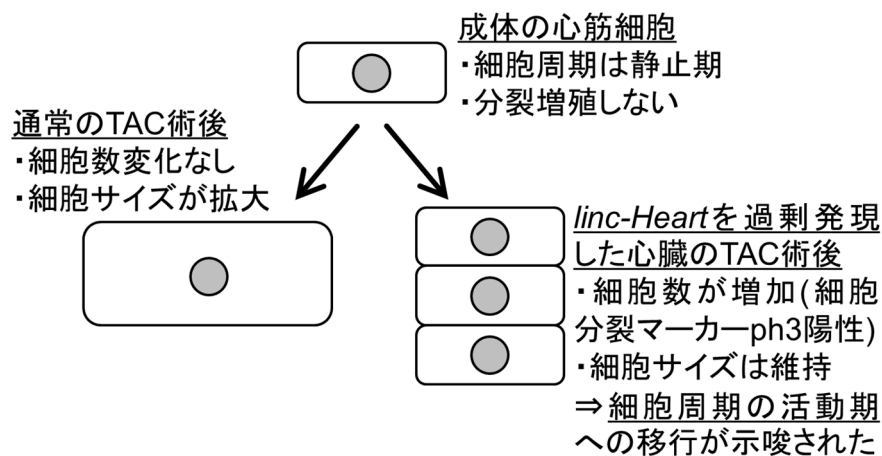 成体の心筋細胞
・細胞周期は静止期
・分裂増殖しない
通常のTAC術後
・細胞数変化なし
・細胞サイズが拡大
linc-Heartを過剰発現
した心臓のTAC術後
・細胞数が増加(細胞
分裂マーカーph3陽性)
・細胞サイズは維持
⇒細胞周期の活動期
への移行が示唆された